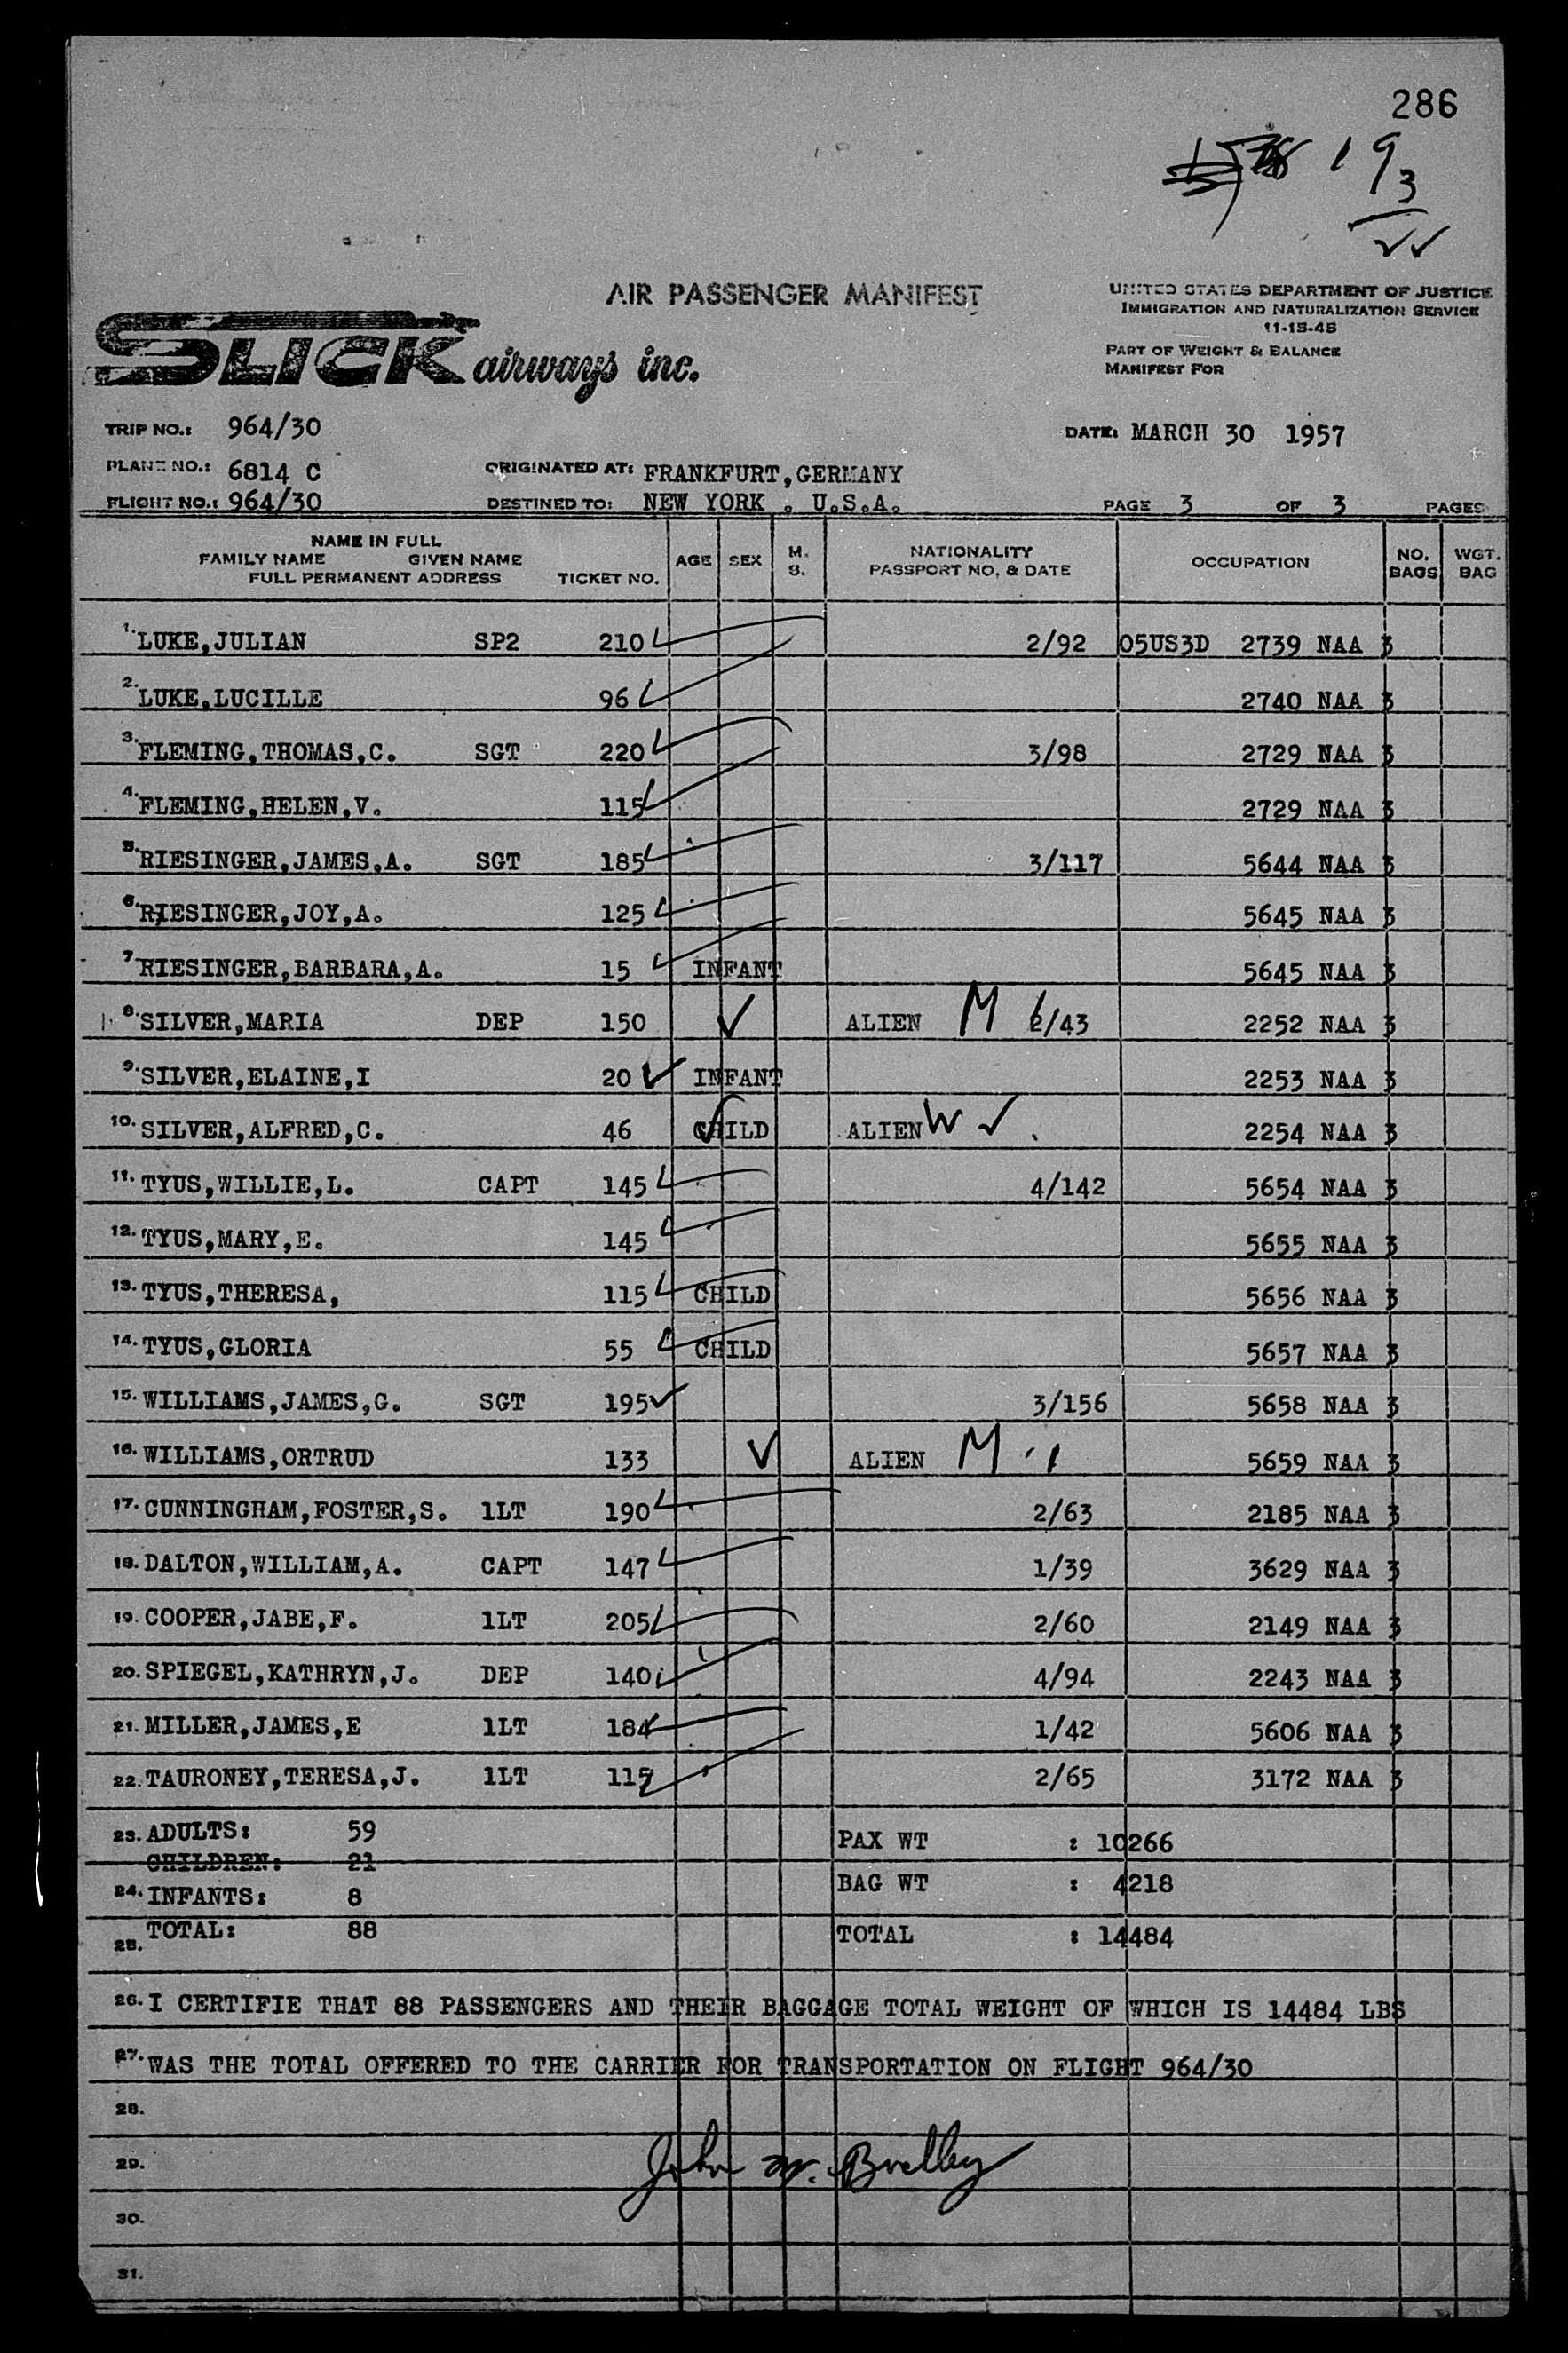 286
19
3
AIR PASSENGER MANIFEST
UNITED STATES DEPARTMENT OF JUSTICE
IMMIGRATION AND NATURALIZATION SERVICE
PART OF WEIGHT & BALANCE
MANIFEST FOR
SLICK airways inc.
TRIP NO.: 964/30 DATE: MARCH 30 1957
PLANE NO.: 6814 C ORIGINATED AT: FRANKFURT,GERMANY
FLIGHT NO.: 964/30 DESTINED TO: NEW YORK . U.S.A. PAGE 3 OF 3 PAGES
NAME IN FULL
FAMILY NAME GIVEN NAME
FULL PERMANENT ADDRESS TICKET NO. AGE SEX M. S. NATIONALITY PASSPORT NO. & DATE OCCUPATION NO. BAGS WGT. BAG
1. LUKE,JULIAN SP2 210 2/92 05US3D 2739 NAA 3
2. LUKE,LUCILLE 96 2740 NAA 3
3. FLEMING,THOMAS,C. SGT 220 3/98 2729 NAA 3
4. FLEMING,HELEN,V. 115 2729 NAA 3
5. RIESINGER,JAMES,A. SGT 185 3/117 5644 NAA 3
6. RIESINGER,JOY,A. 125 5645 NAA 3
7. RIESINGER,BARBARA,A. 15 INFANT 5645 NAA 3
8. SILVER,MARIA DEP 150 ALIEN M 2/43 2252 NAA 3
9. SILVER,ELAINE,I 20 INFANT 2253 NAA 3
10. SILVER,ALFRED,C. 46 CHILD ALIEN W 2254 NAA 3
11. TYUS,WILLIE,L. CAPT 145 4/142 5654 NAA 3
12. TYUS,MARY,E. 145 5655 NAA 3
13. TYUS,THERESA, 115 CHILD 5656 NAA 3
14. TYUS,GLORIA 55 CHILD 5657 NAA 3
15. WILLIAMS,JAMES,G. SGT 195 3/156 5658 NAA 3
16. WILLIAMS,ORTRUD 133 ALIEN M 5659 NAA 3
17. CUNNINGHAM,FOSTER,S. 1LT 190 2/63 2185 NAA 3
18. DALTON,WILLIAM,A. CAPT 147 1/39 3629 NAA 3
19. COOPER,JABE,F. 1LT 205 2/60 2149 NAA 3
20. SPIEGEL,KATHRYN,J. DEP 140 4/94 2243 NAA 3
21. MILLER,JAMES,E 1LT 184 1/42 5606 NAA 3
22. TAURONEY,TERESA,J. 1LT 2/65 3172 NAA 3
23. ADULTS: 59 PAX WT : 10266
CHILDREN: 21
24. INFANTS: 8 BAG WT : 4218
25. TOTAL: 88 TOTAL : 14484
26. I CERTIFIE THAT 88 PASSENGERS AND THEIR BAGGAGE TOTAL WEIGHT OF WHICH IS 14484 LBS
27. WAS THE TOTAL OFFERED TO THE CARRIER FOR TRANSPORTATION ON FLIGHT 964/30
28.
29. John
30.
31.